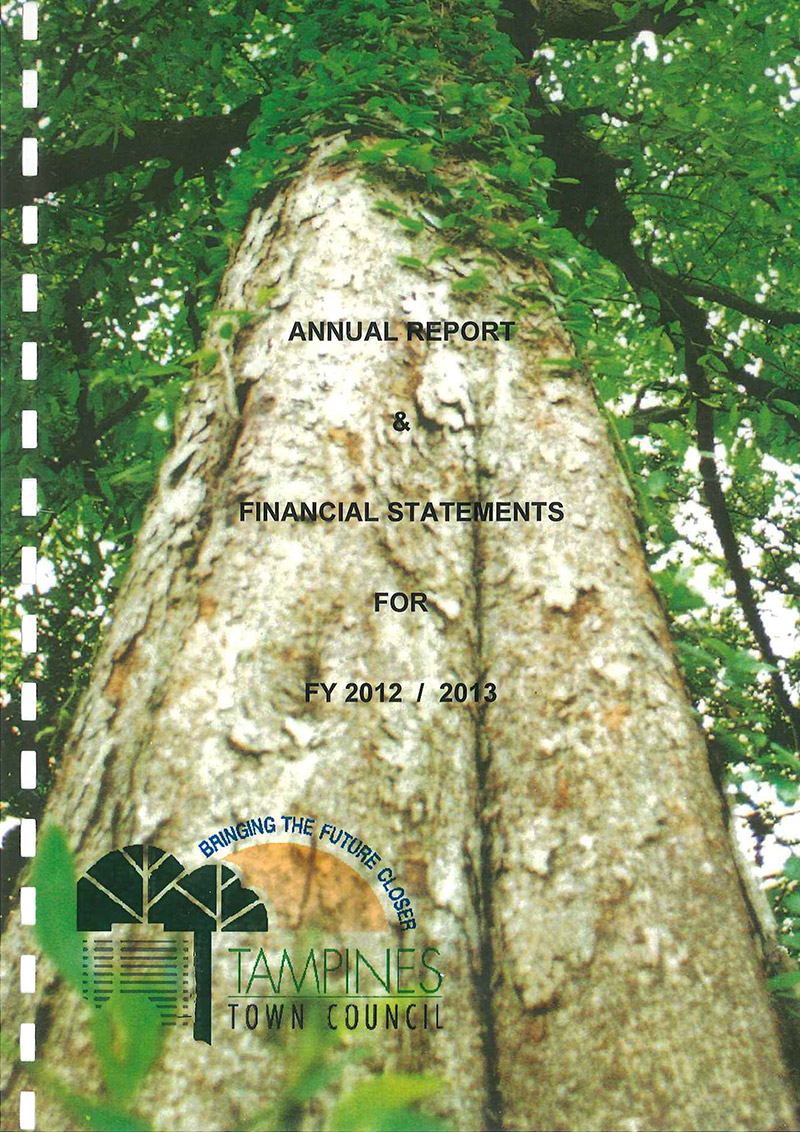 ANNUAL REPORT
&
FINANCIAL STATEMENTS
FOR
FY 2012 / 2013
BRINGING THE FUTURE CLOSER
TAMPINES
TOWN COUNCIL